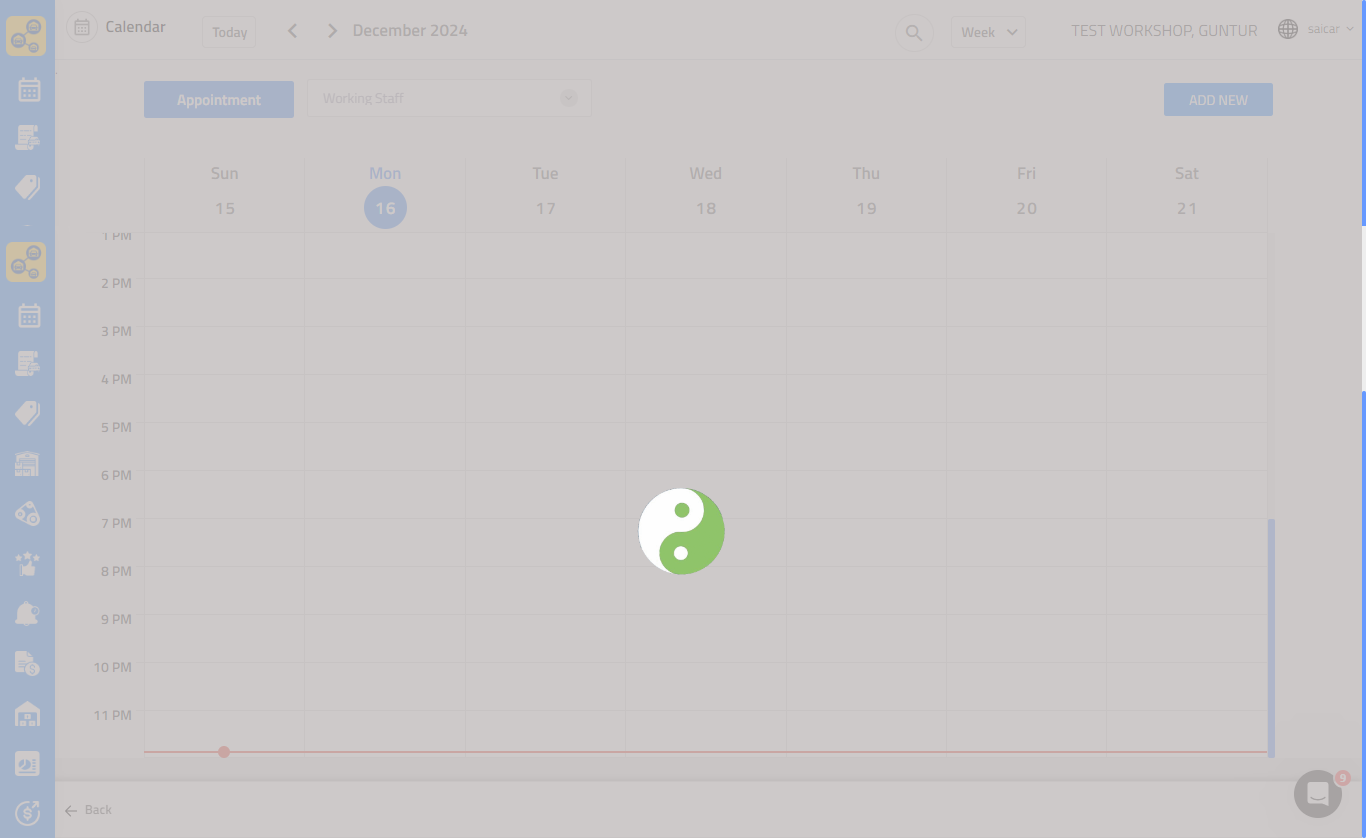 Calendar
Today
December 2024
Week
TEST WORKSHOP, GUNTUR
saicar
Appointment
Working Staff
ADD NEW
Sun
Mon
Tue
Wed
Thu
Fri
Sat
15
16
17
18
19
20
21
1 PM
2 PM
3 PM
4 PM
5 PM
6 PM
7 PM
8 PM
9 PM
10 PM
11 PM
9
Back